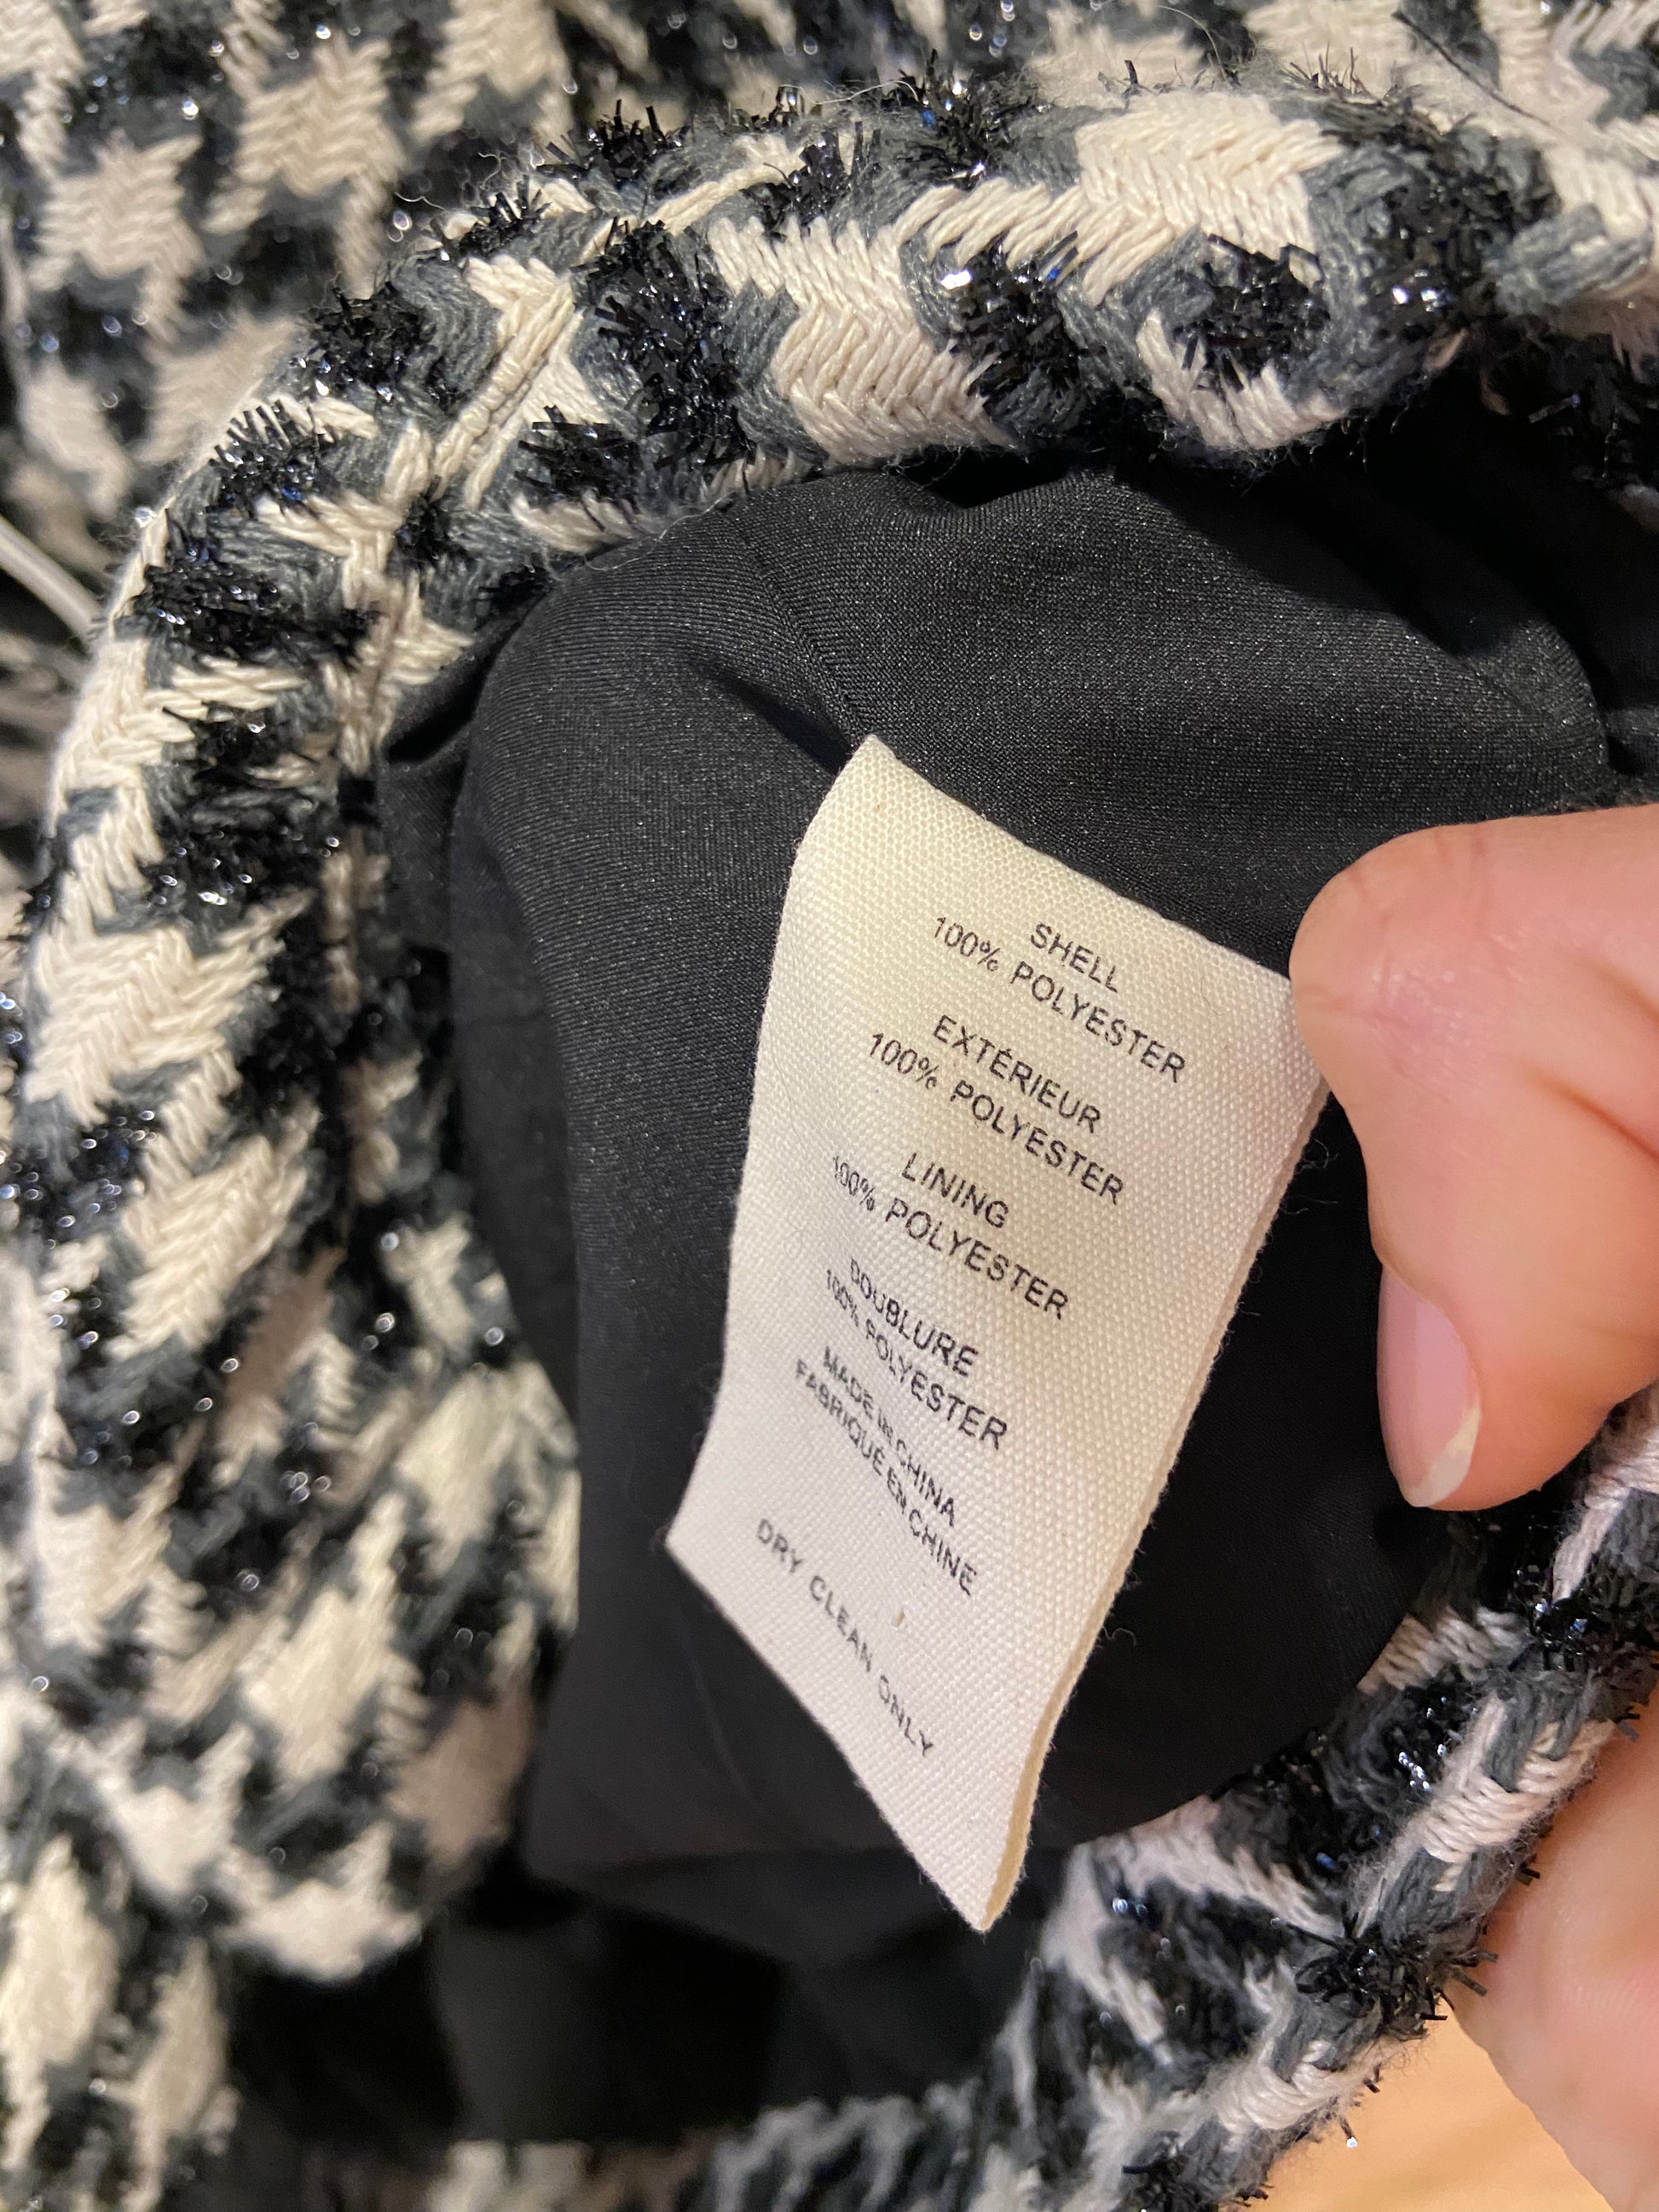 SHELL
100% POLYESTER
EXTÉRIEUR
100% POLYESTER
LINING
100% POLYESTER
DOUBLURE
100% POLYESTER
MADE IN CHINA
FABRIQUÉ EN CHINE
DRY CLEAN ONLY